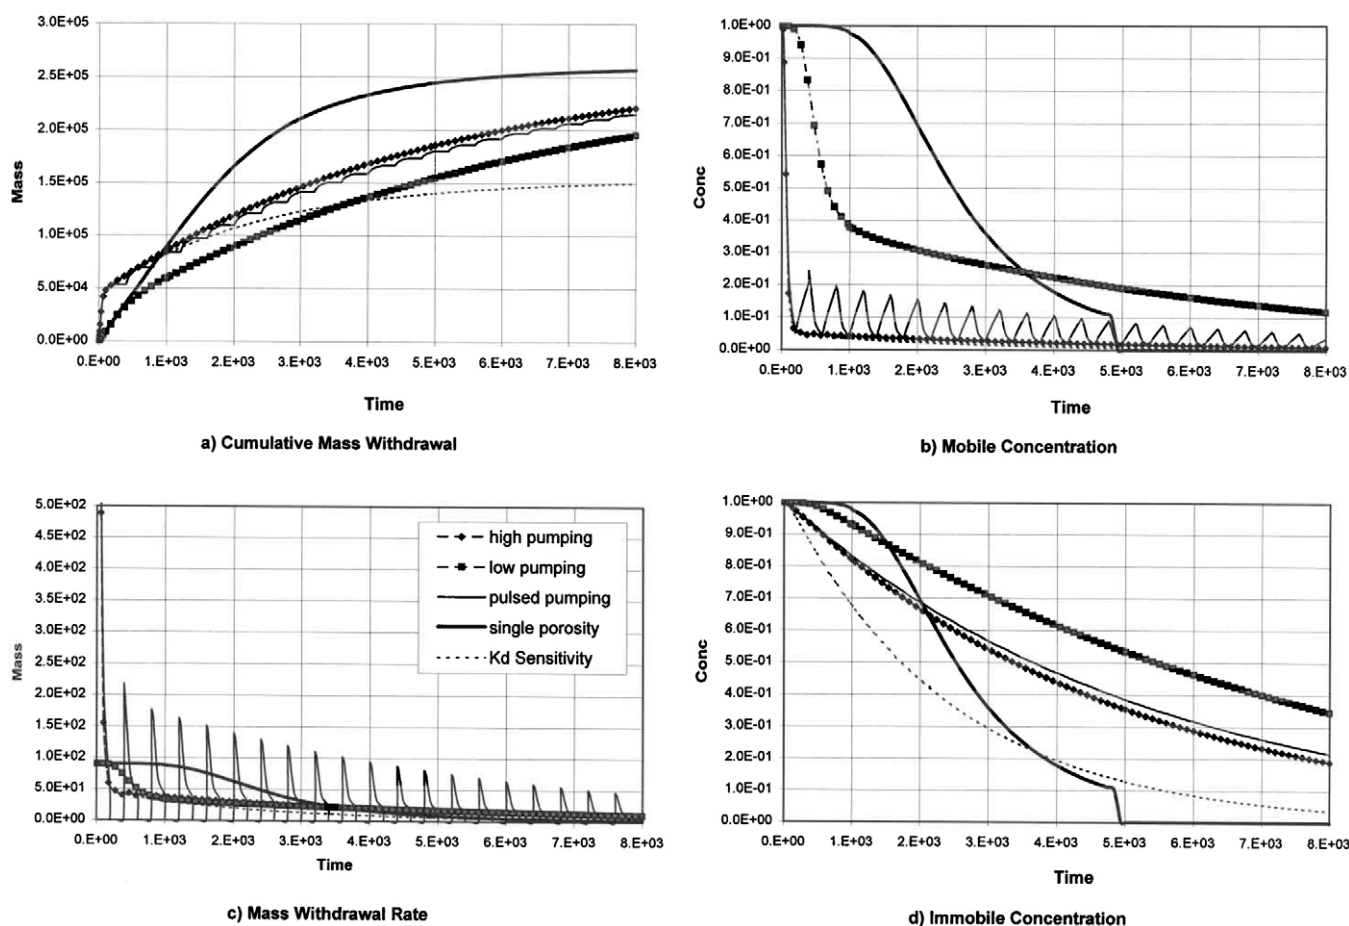 3.0E+05
2.5E+05
2.0E+05
1.5E+05
1.0E+05
5.0E+04
0.0E+00
Mass
0.E+00 1.E+03 2.E+03 3.E+03 4.E+03 5.E+03 6.E+03 7.E+03 8.E+03
Time
a) Cumulative Mass Withdrawal
1.0E+00
9.0E-01
8.0E-01
7.0E-01
6.0E-01
5.0E-01
4.0E-01
3.0E-01
2.0E-01
1.0E-01
0.0E+00
Conc
0.E+00 1.E+03 2.E+03 3.E+03 4.E+03 5.E+03 6.E+03 7.E+03 8.E+03
Time
b) Mobile Concentration
5.0E+02
4.5E+02
4.0E+02
3.5E+02
3.0E+02
2.5E+02
2.0E+02
1.5E+02
1.0E+02
5.0E+01
0.0E+00
Mass
high pumping
low pumping
pulsed pumping
single porosity
Kd Sensitivity
0.E+00 1.E+03 2.E+03 3.E+03 4.E+03 5.E+03 6.E+03 7.E+03 8.E+03
Time
c) Mass Withdrawal Rate
1.0E+00
9.0E-01
8.0E-01
7.0E-01
6.0E-01
5.0E-01
4.0E-01
3.0E-01
2.0E-01
1.0E-01
0.0E+00
Conc
0.E+00 1.E+03 2.E+03 3.E+03 4.E+03 5.E+03 6.E+03 7.E+03 8.E+03
Time
d) Immobile Concentration